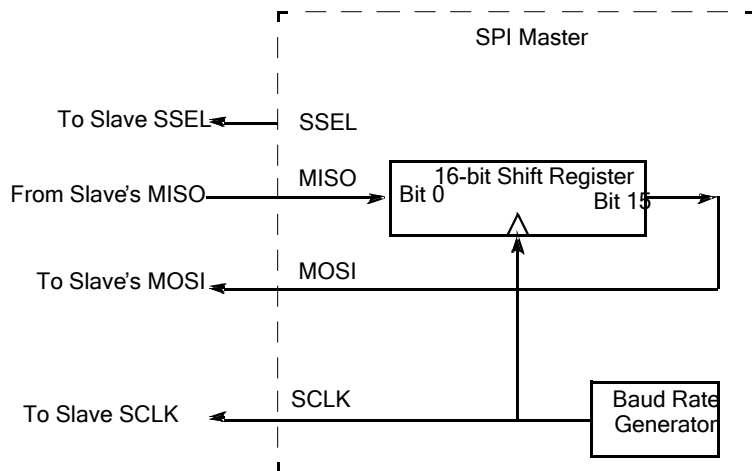 SPI Master
To Slave SSEL
SSEL
From Slave's MISO
MISO
16-bit Shift Register
Bit 0
Bit 15
To Slave's MOSI
MOSI
To Slave SCLK
SCLK
Baud Rate
Generator